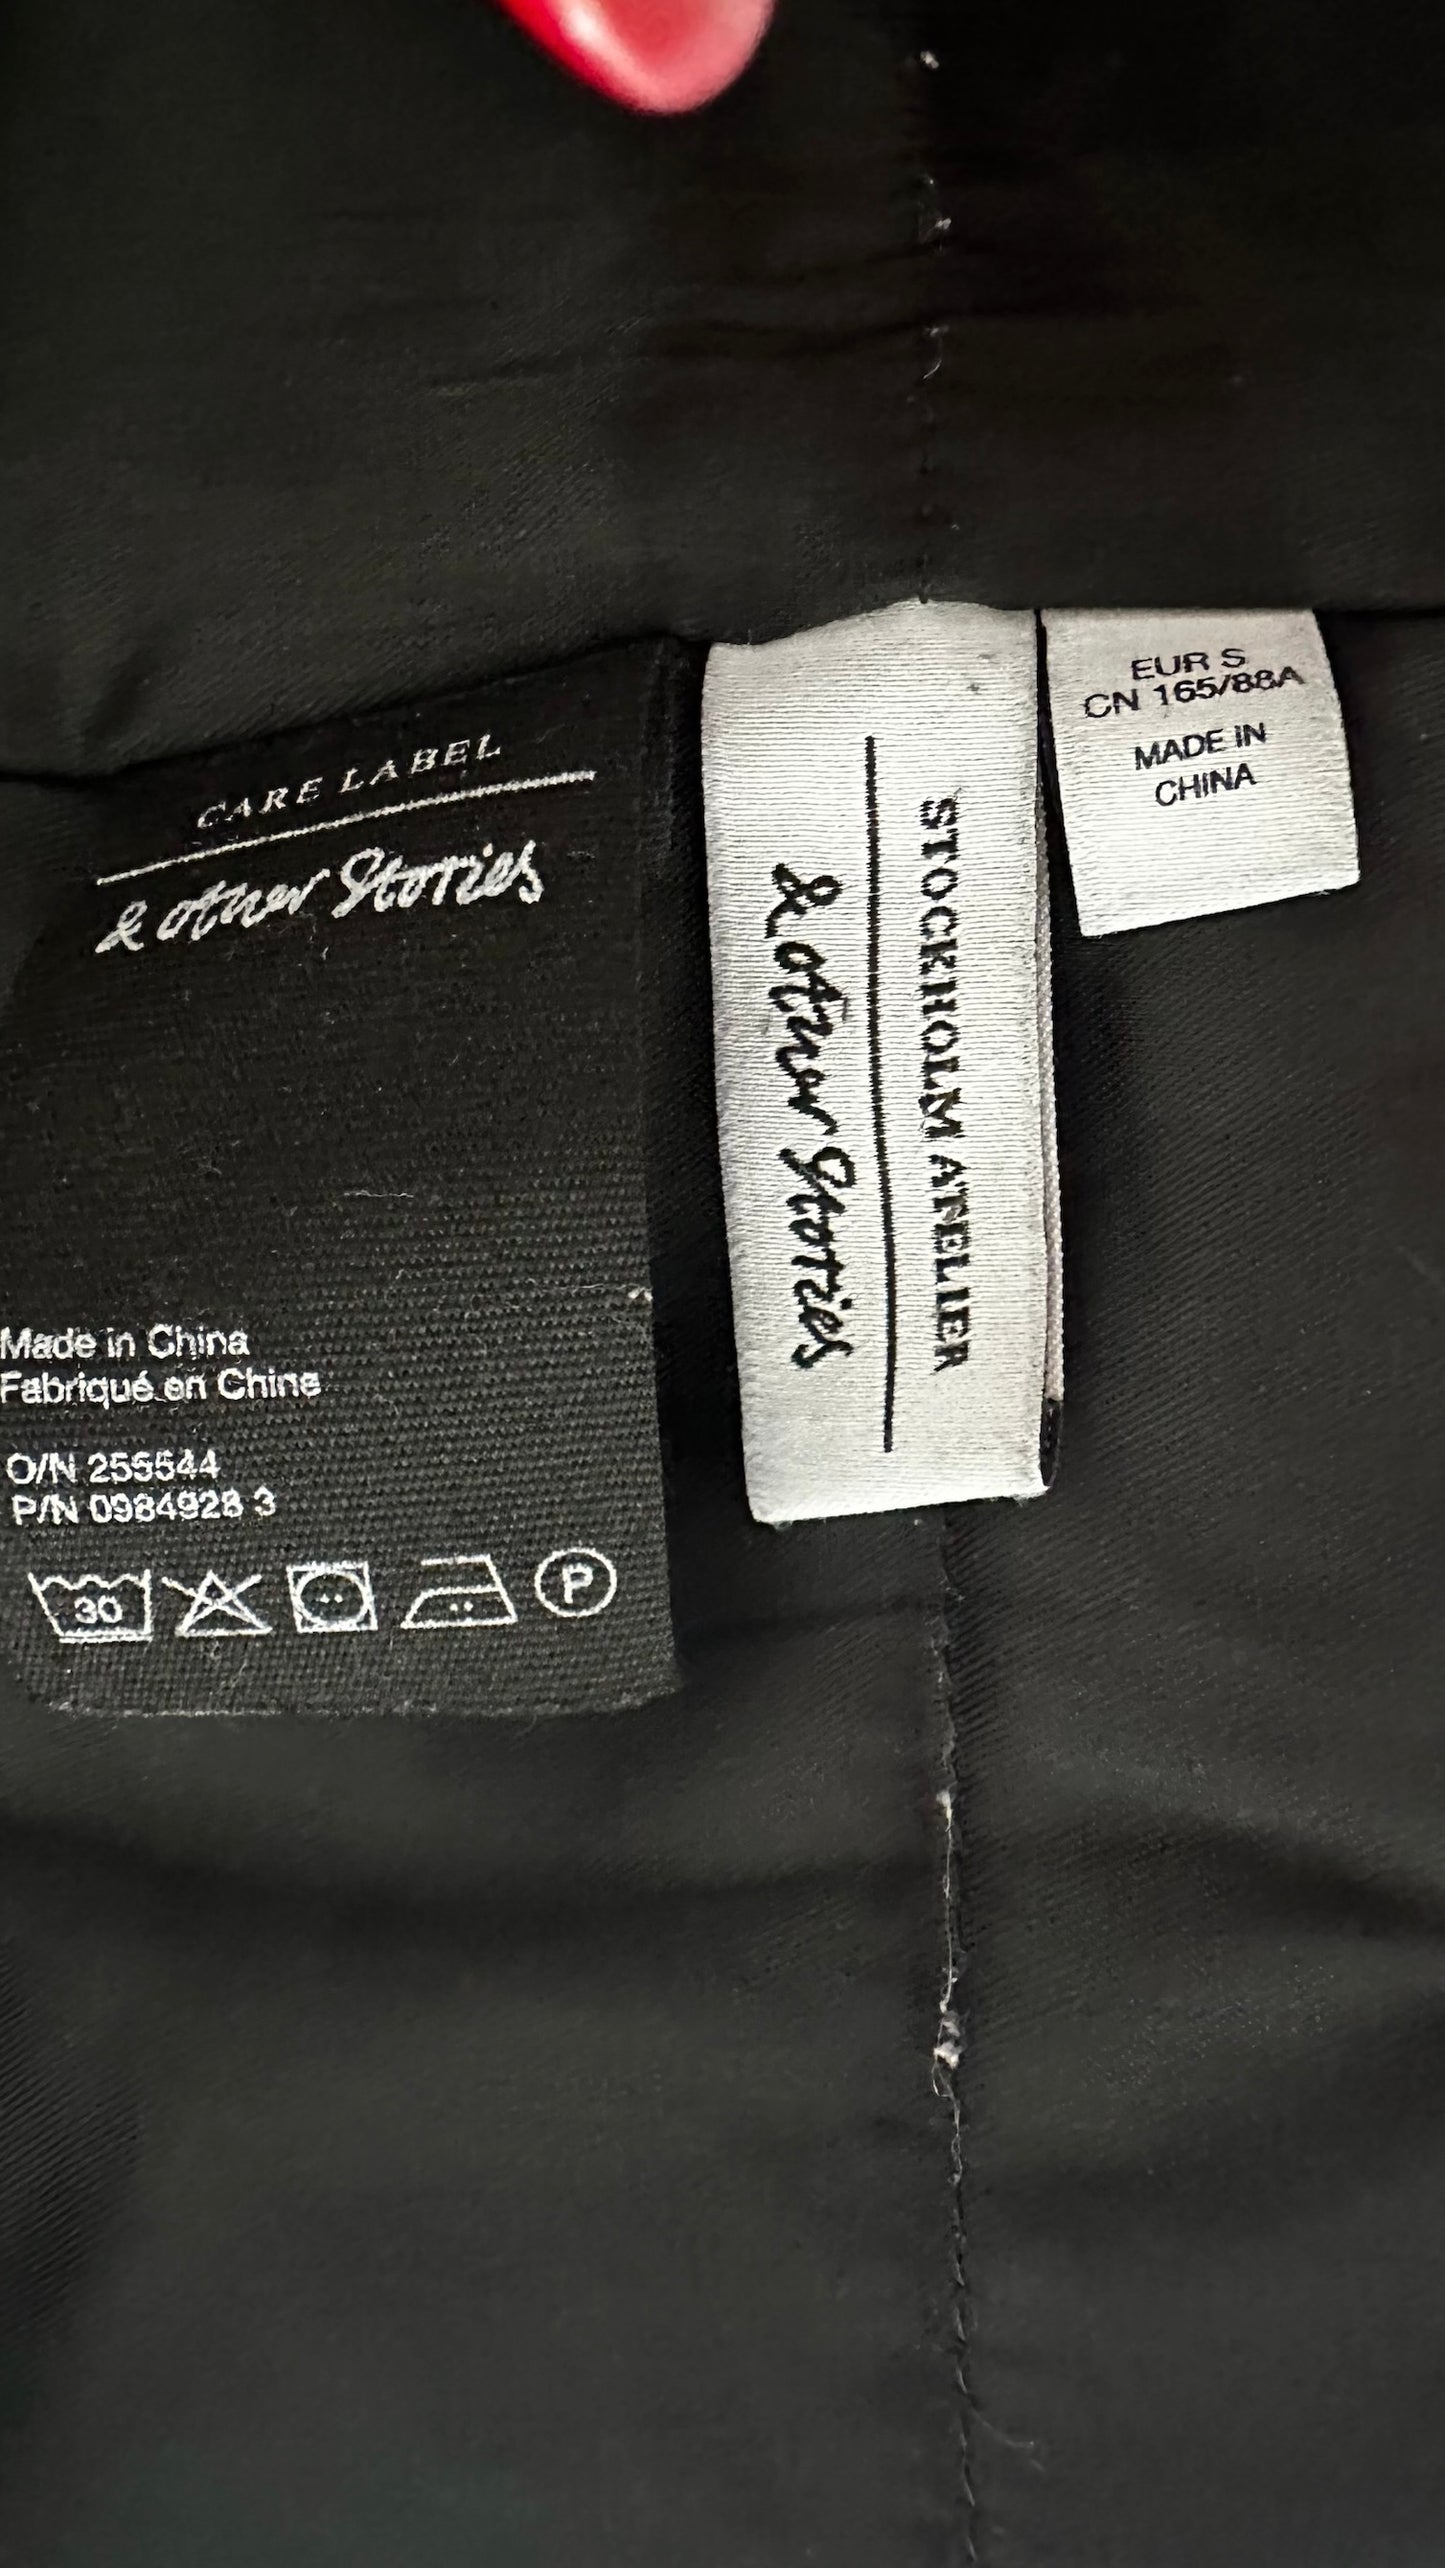 CARE LABEL
& other Stories
Made in China
Fabriqué en Chine
O/N 255544
P/N 0984928 3
30
P
STOCKHOLM ATELIER
& other Stories
EUR S
CN 165/88A
MADE IN
CHINA